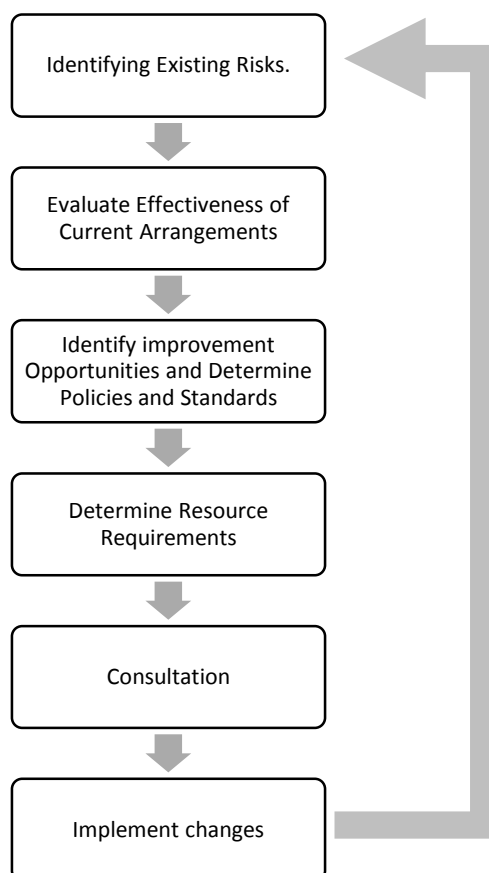 Identifying Existing Risks.
Evaluate Effectiveness of
Current Arrangements
Identify improvement
Opportunities and Determine
Policies and Standards
Determine Resource
Requirements
Consultation
Implement changes